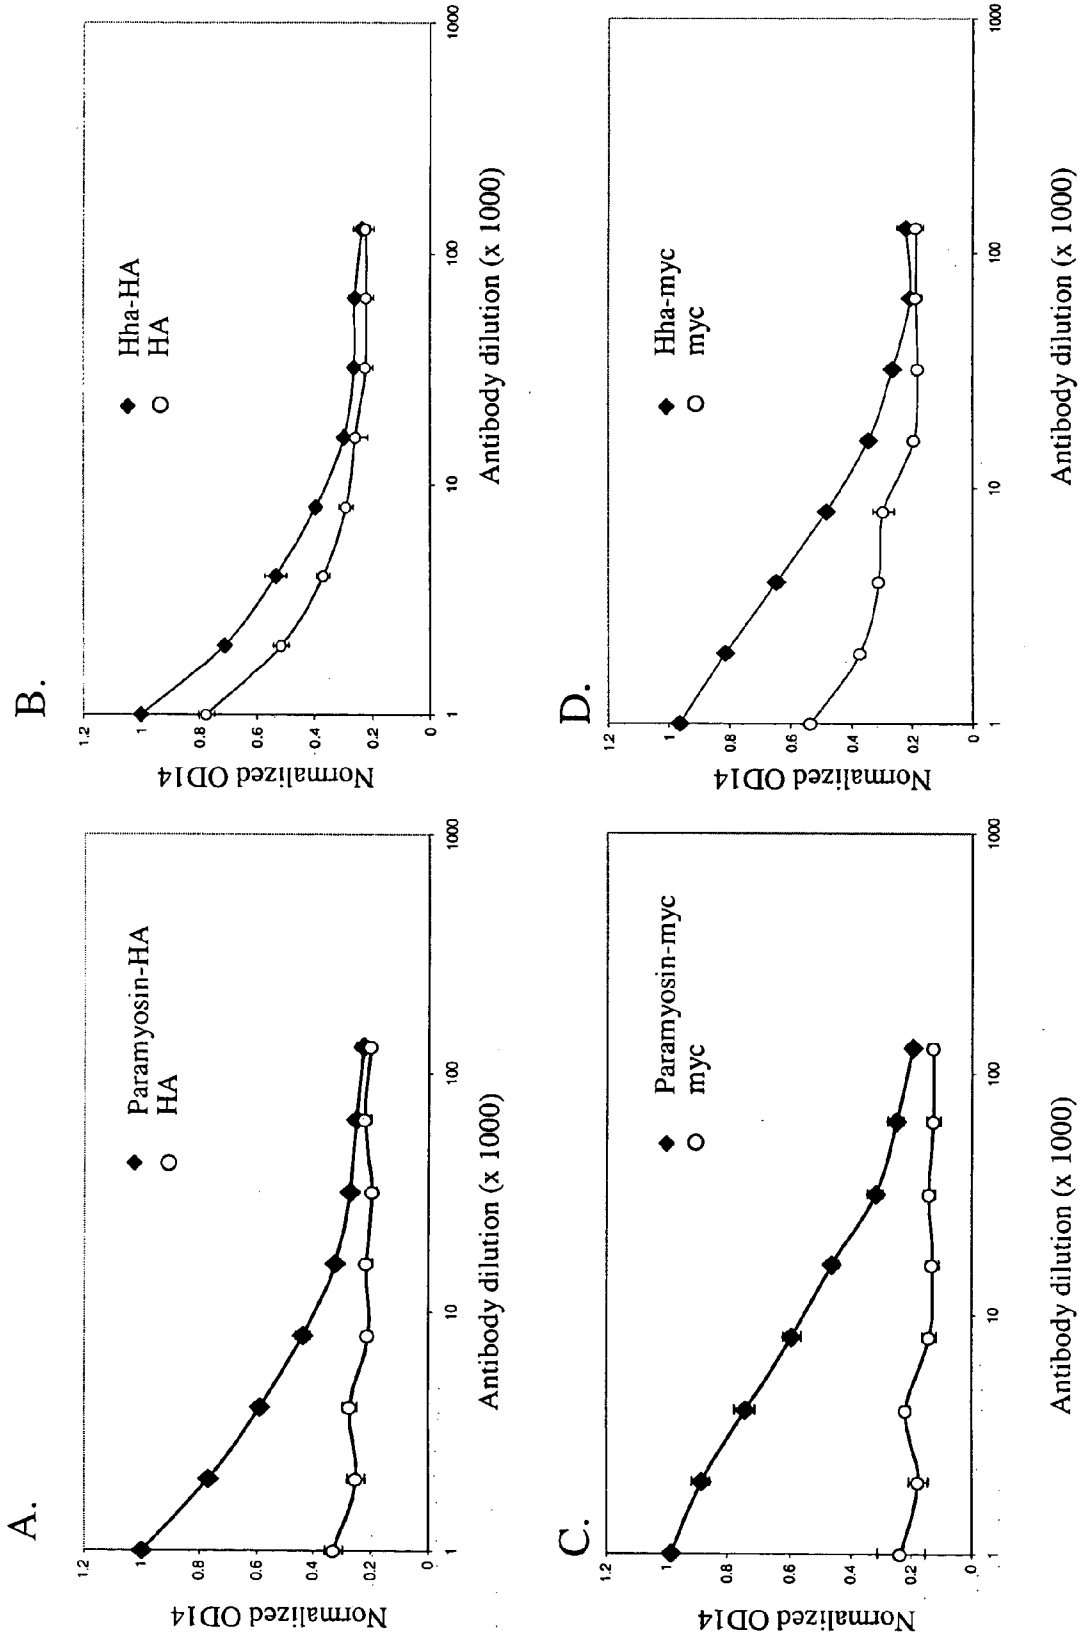 A.
Normalized OD14
1.2
1
0.8
0.6
0.4
0.2
0
1
10
100
1000
Antibody dilution (x 1000)
Paramyosin-HA
HA
B.
Normalized OD14
1.2
1
0.8
0.6
0.4
0.2
0
1
10
100
1000
Antibody dilution (x 1000)
Hha-HA
HA
C.
Normalized OD14
1.2
1
0.8
0.6
0.4
0.2
0
1
10
100
1000
Antibody dilution (x 1000)
Paramyosin-myc
myc
D.
Normalized OD14
1.2
1
0.8
0.6
0.4
0.2
0
1
10
100
1000
Antibody dilution (x 1000)
Hha-myc
myc